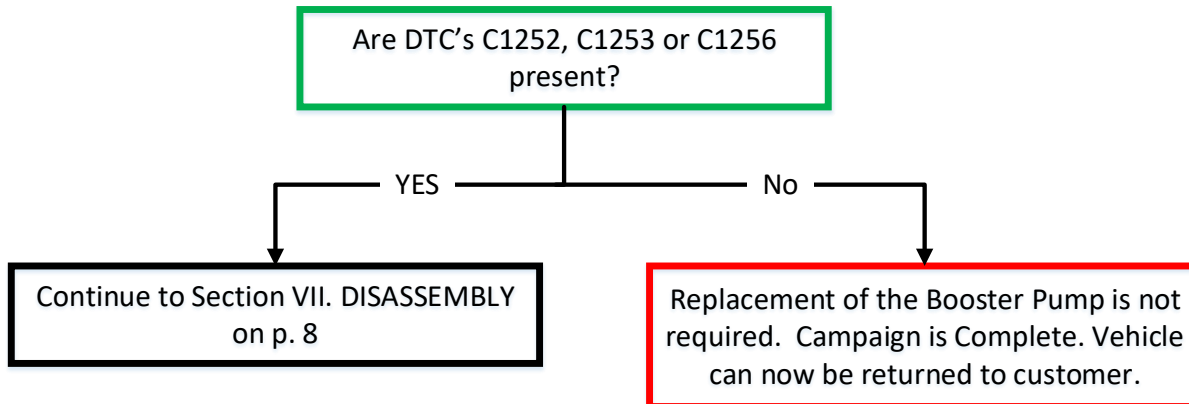 Are DTC’s C1252, C1253 or C1256
present?
YES
No
Continue to Section VII. DISASSEMBLY
on p. 8
Replacement of the Booster Pump is not
required.  Campaign is Complete. Vehicle
can now be returned to customer.